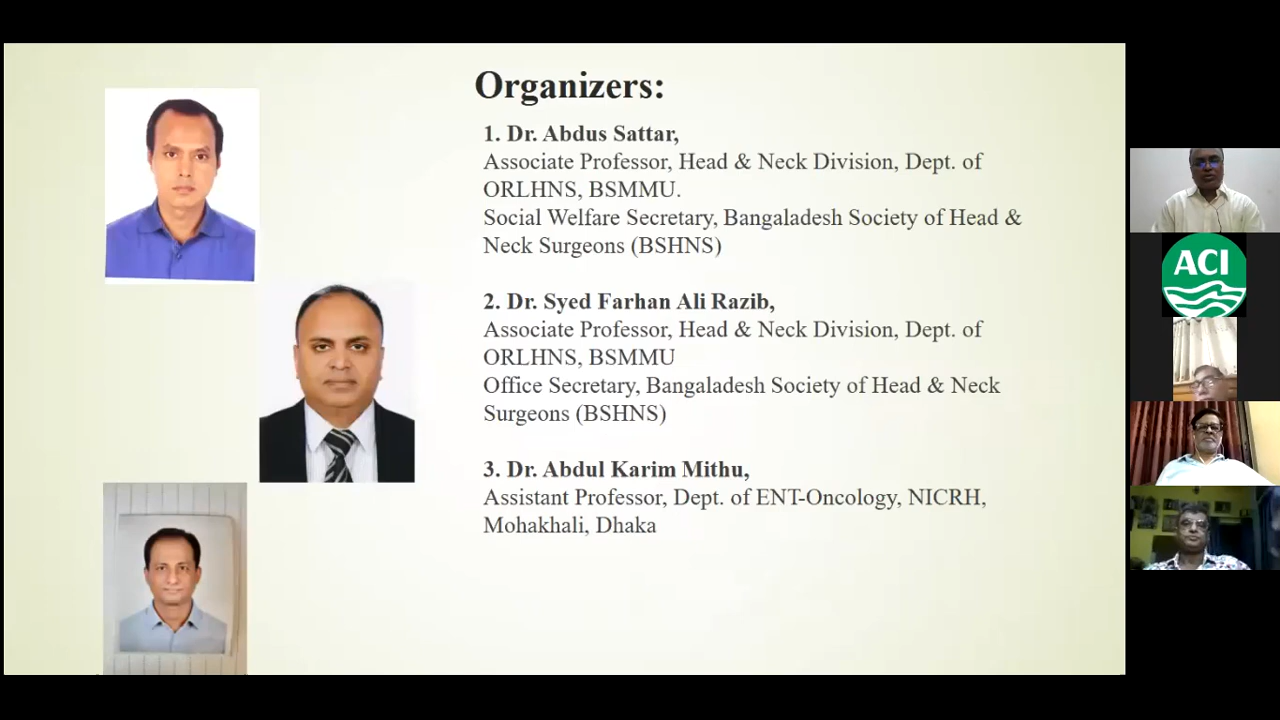 Organizers:
1. Dr. Abdus Sattar,
Associate Professor, Head & Neck Division, Dept. of
ORLHNS, BSMMU.
Social Welfare Secretary, Bangaladesh Society of Head &
Neck Surgeons (BSHNS)
2. Dr. Syed Farhan Ali Razib,
Associate Professor, Head & Neck Division, Dept. of
ORLHNS, BSMMU
Office Secretary, Bangaladesh Society of Head & Neck
Surgeons (BSHNS)
3. Dr. Abdul Karim Mithu,
Assistant Professor, Dept. of ENT-Oncology, NICRH,
Mohakhali, Dhaka
ACI